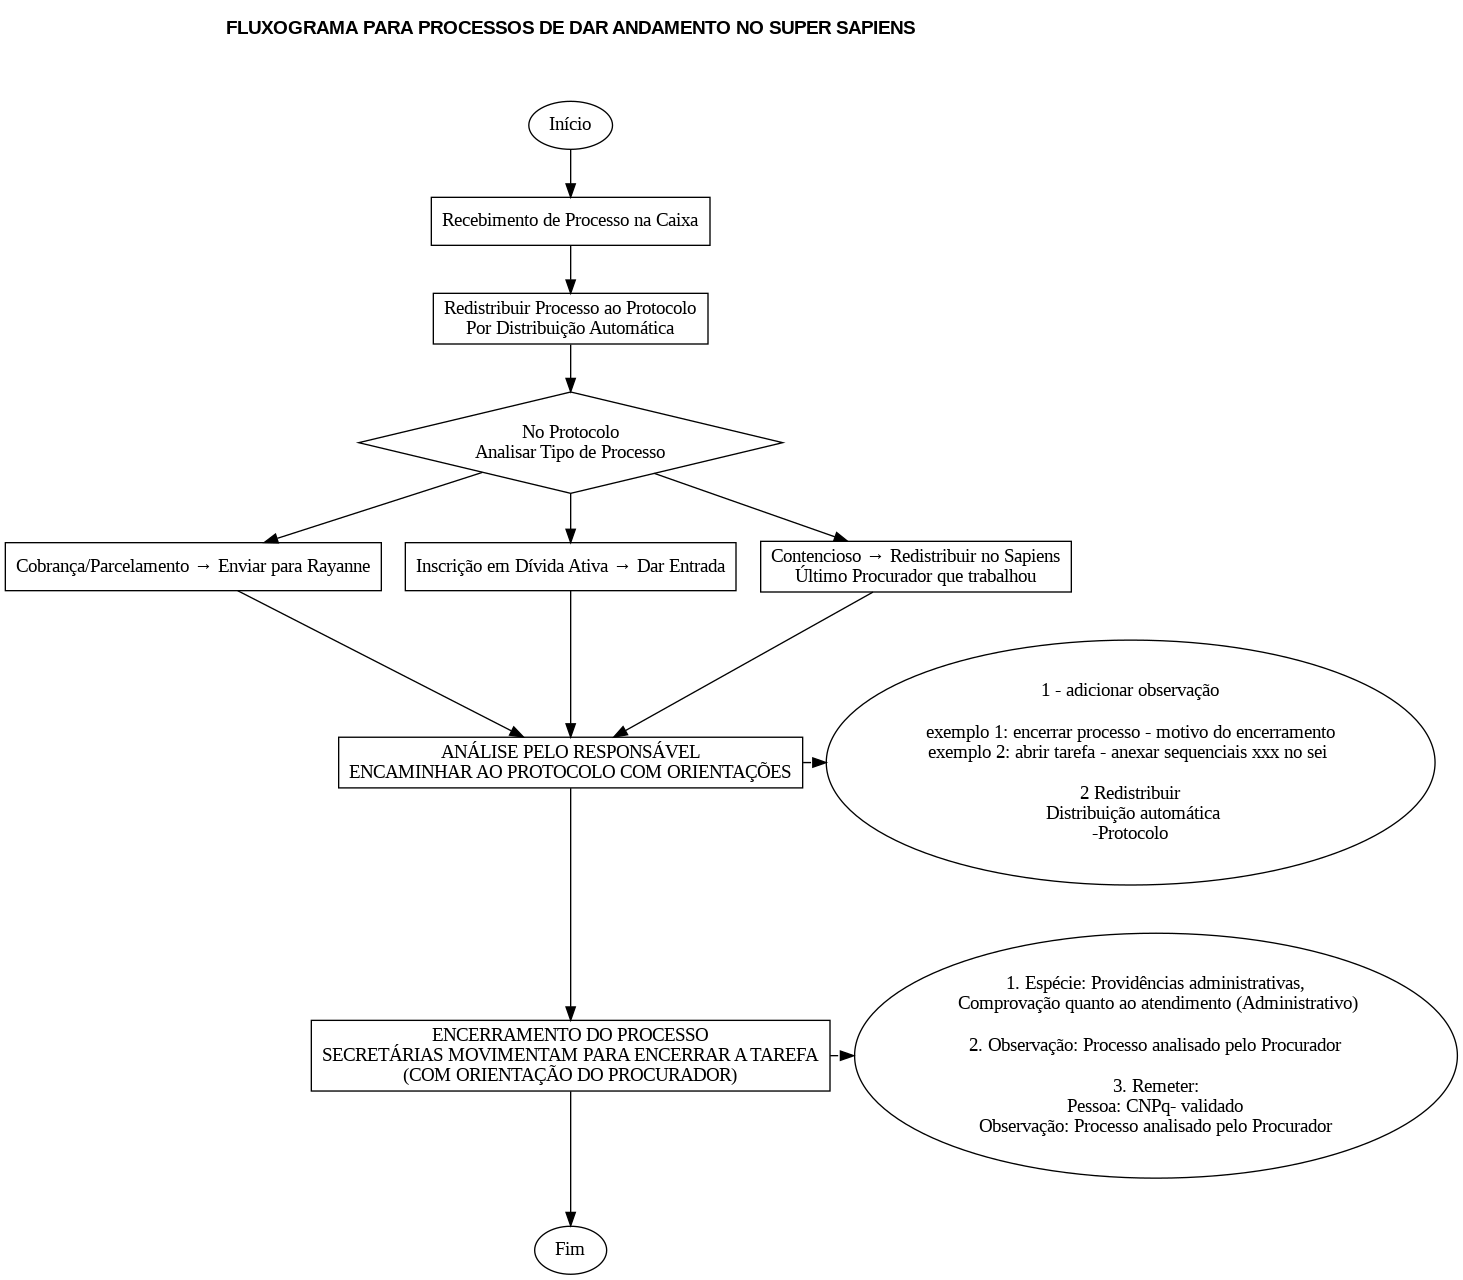 FLUXOGRAMA PARA PROCESSOS DE DAR ANDAMENTO NO SUPER SAPIENS
Início
Recebimento de Processo na Caixa
Redistribuir Processo ao Protocolo
Por Distribuição Automática
No Protocolo
Analisar Tipo de Processo
Cobrança/Parcelamento → Enviar para Rayanne
Inscrição em Dívida Ativa → Dar Entrada
Contencioso → Redistribuir no Sapiens
Último Procurador que trabalhou
ANÁLISE PELO RESPONSÁVEL
ENCAMINHAR AO PROTOCOLO COM ORIENTAÇÕES
1 - adicionar observação
exemplo 1: encerrar processo - motivo do encerramento
exemplo 2: abrir tarefa - anexar sequenciais xxx no sei
2 Redistribuir
Distribuição automática
-Protocolo
ENCERRAMENTO DO PROCESSO
SECRETÁRIAS MOVIMENTAM PARA ENCERRAR A TAREFA
(COM ORIENTAÇÃO DO PROCURADOR)
1. Espécie: Providências administrativas,
Comprovação quanto ao atendimento (Administrativo)
2. Observação: Processo analisado pelo Procurador
3. Remeter:
Pessoa: CNPq- validado
Observação: Processo analisado pelo Procurador
Fim